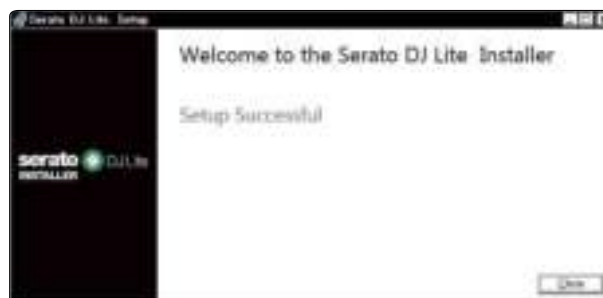 Serato DJ Lite Setup
Welcome to the Serato DJ Lite Installer
Setup Successful
serato DJ Lite
INSTALLER
Close